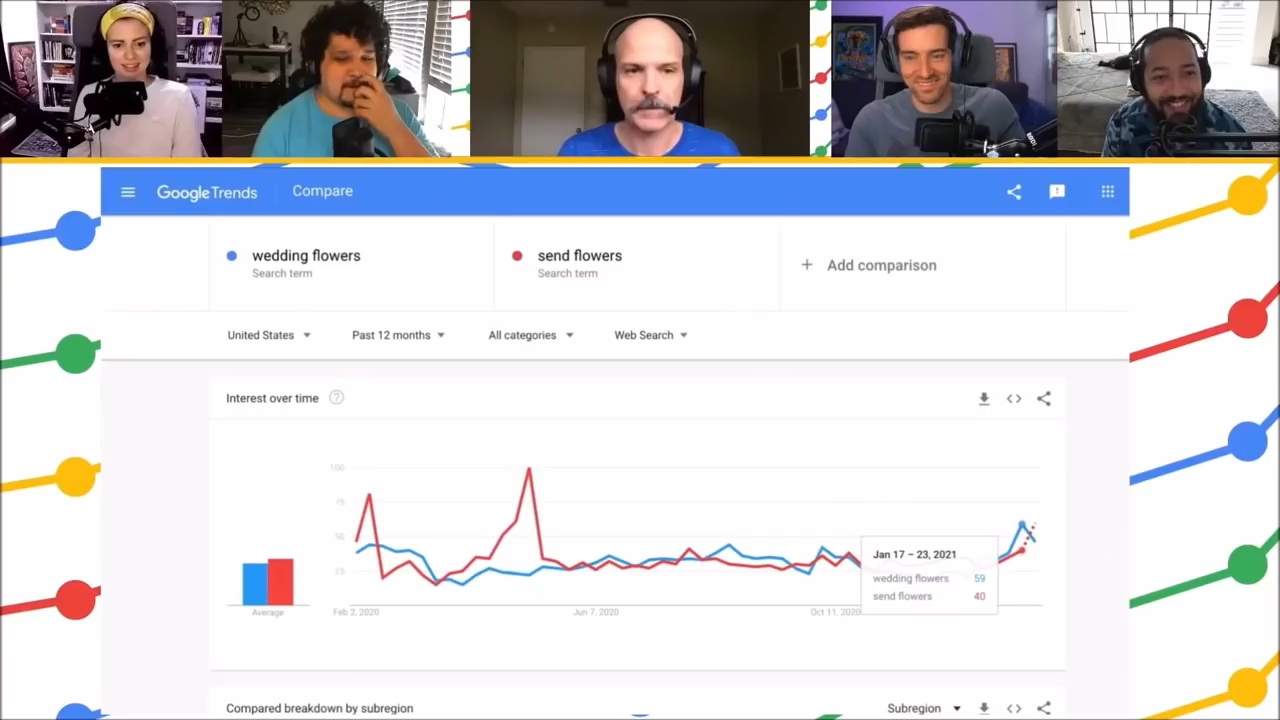 Google Trends Compare
wedding flowers
Search term
send flowers
Search term
+ Add comparison
United States
Past 12 months
All categories
Web Search
Interest over time
?
100
75
50
25
Average
Feb 2, 2020
Jun 7, 2020
Oct 11, 2020
Jan 17 – 23, 2021
wedding flowers 59
send flowers 40
Compared breakdown by subregion
Subregion